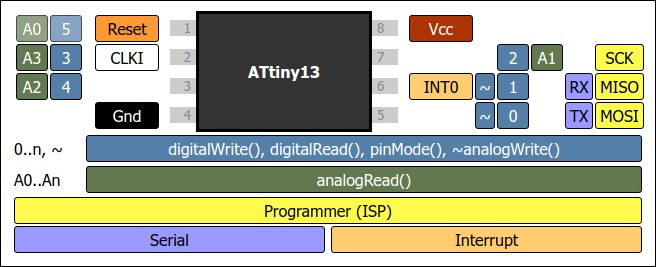 A0 5 Reset 1 ATtiny13 8 Vcc
A3 3 CLKI 2 7 2 A1 SCK
A2 4 3 6 INT0 ~ 1 RX MISO
Gnd 4 5 ~ 0 TX MOSI
0..n, ~ digitalWrite(), digitalRead(), pinMode(), ~analogWrite()
A0..An analogRead()
Programmer (ISP)
Serial Interrupt